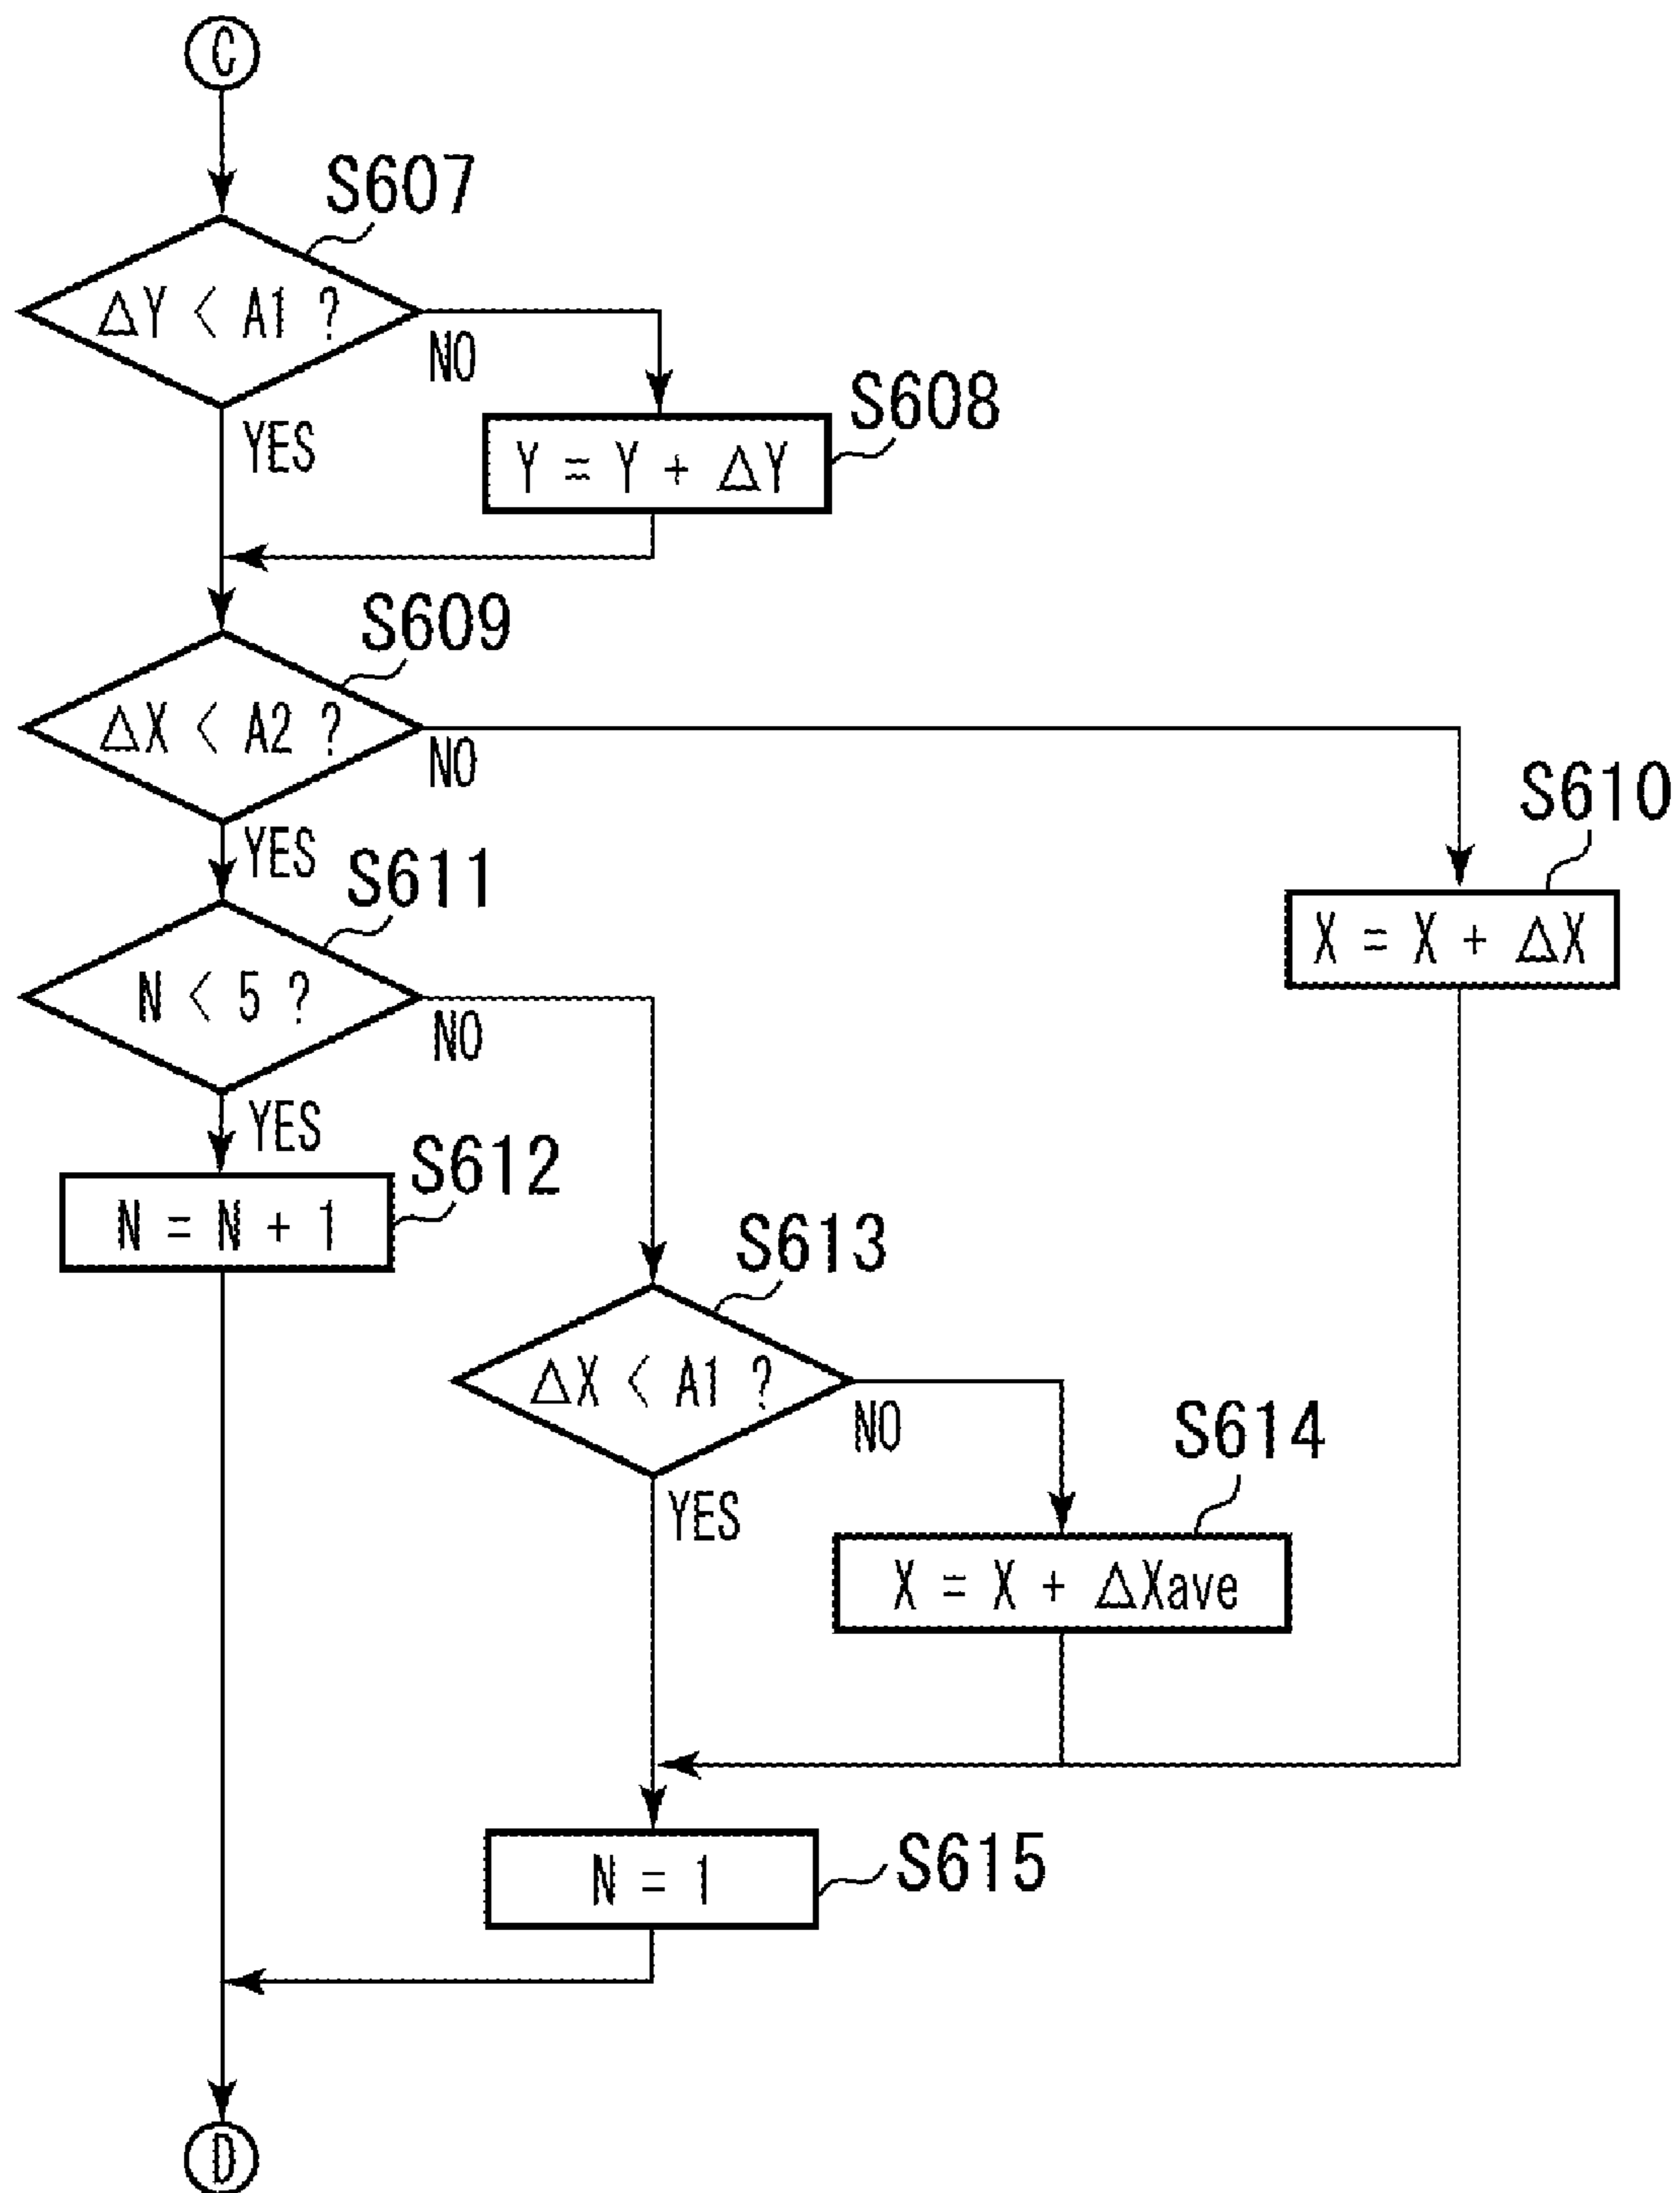 C
S607
ΔY < A1 ?
NO
YES
S608
Y = Y + ΔY
S609
ΔX < A2 ?
NO
YES
S610
X = X + ΔX
S611
N < 5 ?
NO
YES
S612
N = N + 1
S613
ΔX < A1 ?
NO
YES
S614
X = X + ΔXave
S615
N = 1
D